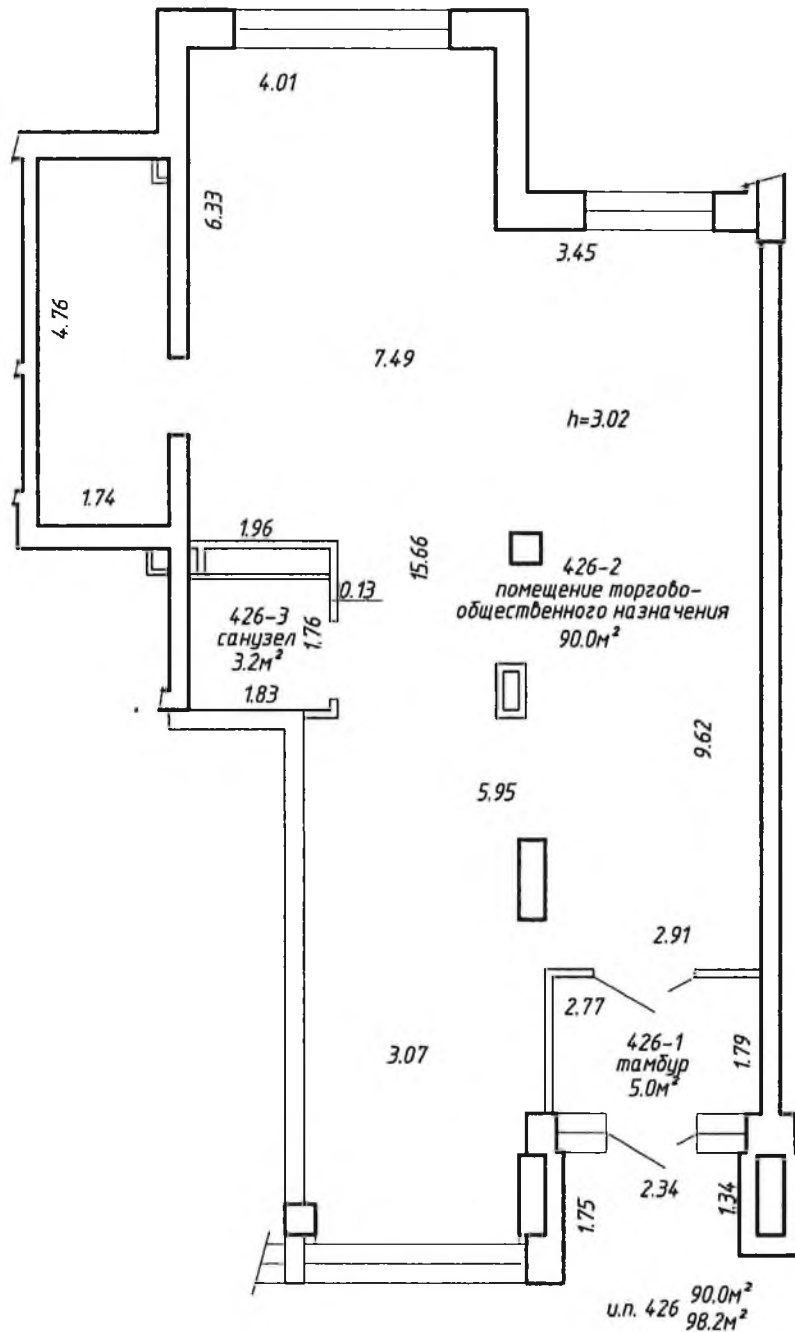 4.01
6.33
3.45
4.76
7.49
h=3.02
1.74
1.96
15.66
426-2
помещение торгово-
общественного назначения
90.0м²
0.13
426-3
санузел
3.2м²
1.76
1.83
9.62
5.95
2.91
2.77
426-1
тамбур
5.0м²
1.79
3.07
1.75
2.34
1.34
и.п. 426 90.0м²
98.2м²